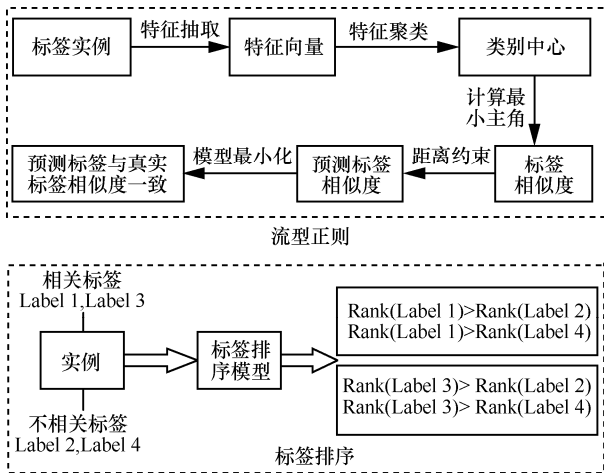 标签实例
特征抽取
特征向量
特征聚类
类别中心
计算最
小主角
标签
相似度
距离约束
预测标签
相似度
模型最小化
预测标签与真实
标签相似度一致
流型正则
相关标签
Label 1,Label 3
实例
不相关标签
Label 2,Label 4
标签排
序模型
Rank(Label 1)>Rank(Label 2)
Rank(Label 1)>Rank(Label 4)
Rank(Label 3)> Rank(Label 2)
Rank(Label 3)> Rank(Label 4)
标签排序